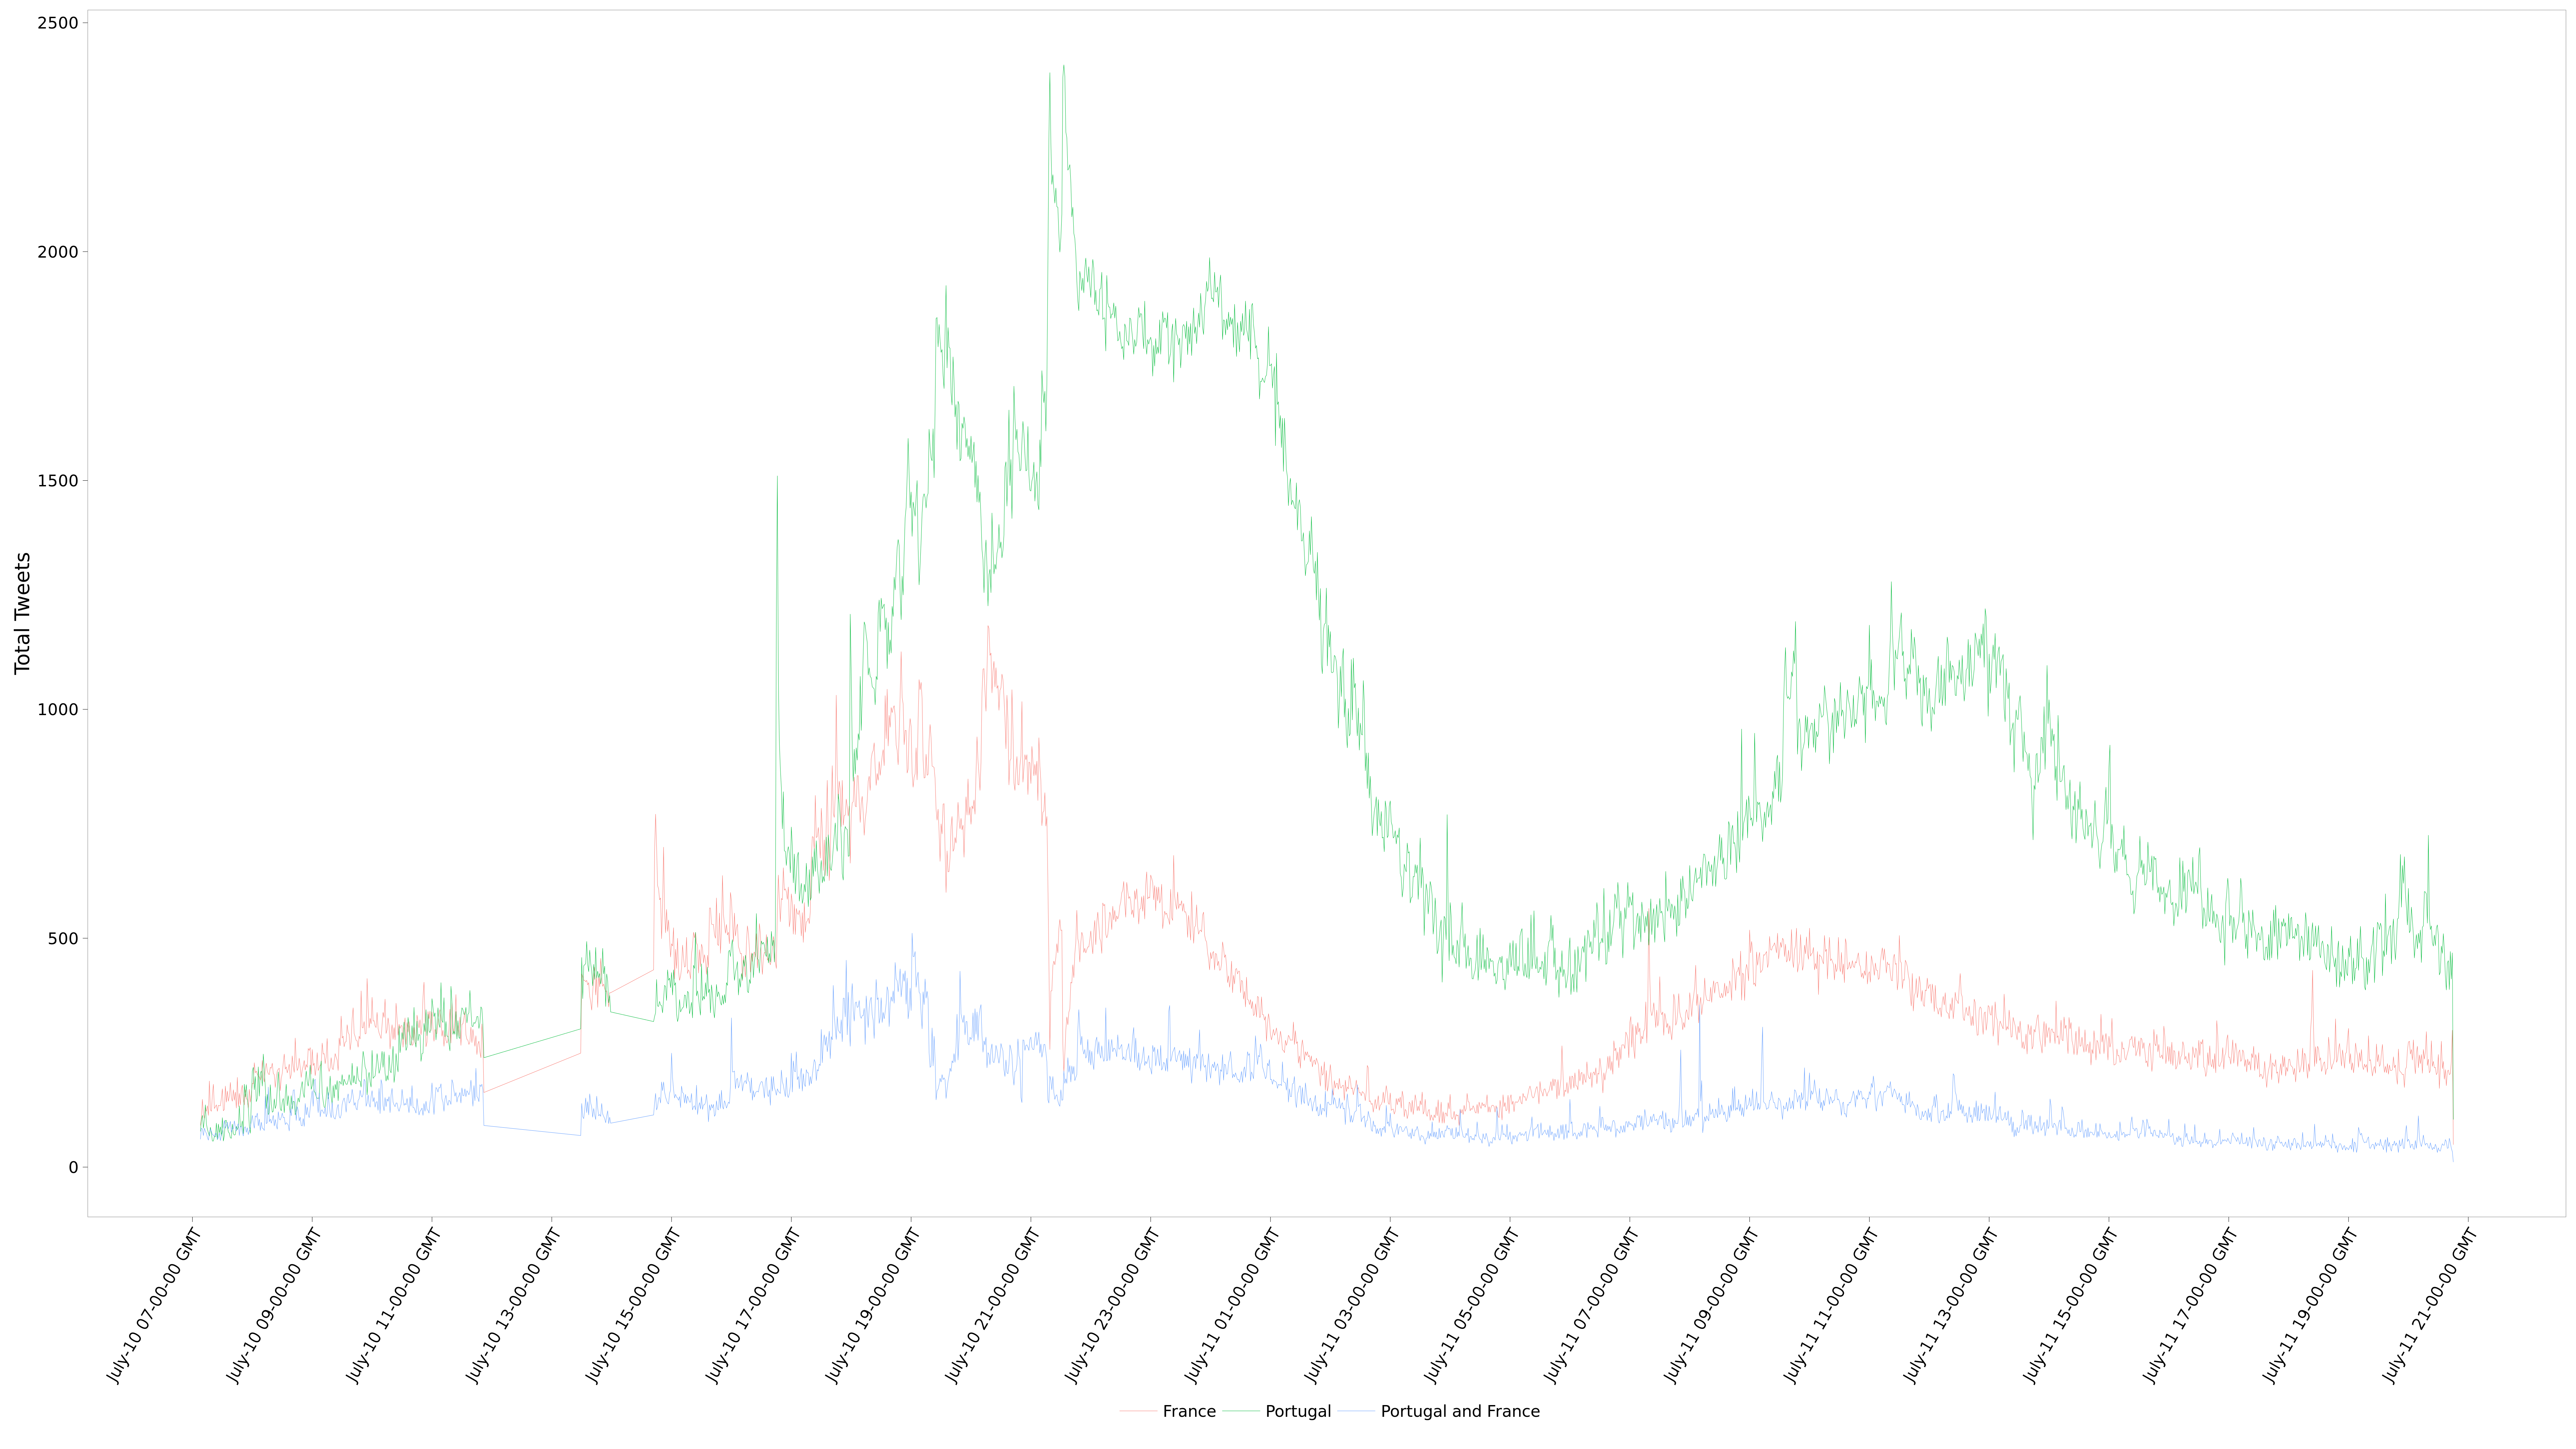 2500
2000
1500
1000
500
0
Total Tweets
July-10 07-00-00 GMT
July-10 09-00-00 GMT
July-10 11-00-00 GMT
July-10 13-00-00 GMT
July-10 15-00-00 GMT
July-10 17-00-00 GMT
July-10 19-00-00 GMT
July-10 21-00-00 GMT
July-10 23-00-00 GMT
July-11 01-00-00 GMT
July-11 03-00-00 GMT
July-11 05-00-00 GMT
July-11 07-00-00 GMT
July-11 09-00-00 GMT
July-11 11-00-00 GMT
July-11 13-00-00 GMT
July-11 15-00-00 GMT
July-11 17-00-00 GMT
July-11 19-00-00 GMT
July-11 21-00-00 GMT
France Portugal Portugal and France